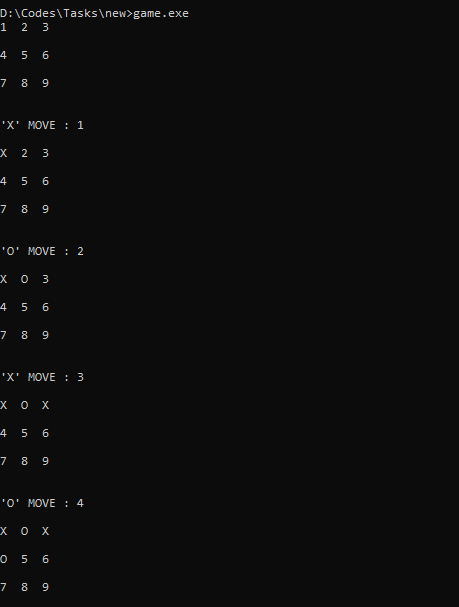 D:\Codes\Tasks\new>game.exe
1  2  3
4  5  6
7  8  9
'X' MOVE : 1
X  2  3
4  5  6
7  8  9
'O' MOVE : 2
X  O  3
4  5  6
7  8  9
'X' MOVE : 3
X  O  X
4  5  6
7  8  9
'O' MOVE : 4
X  O  X
O  5  6
7  8  9